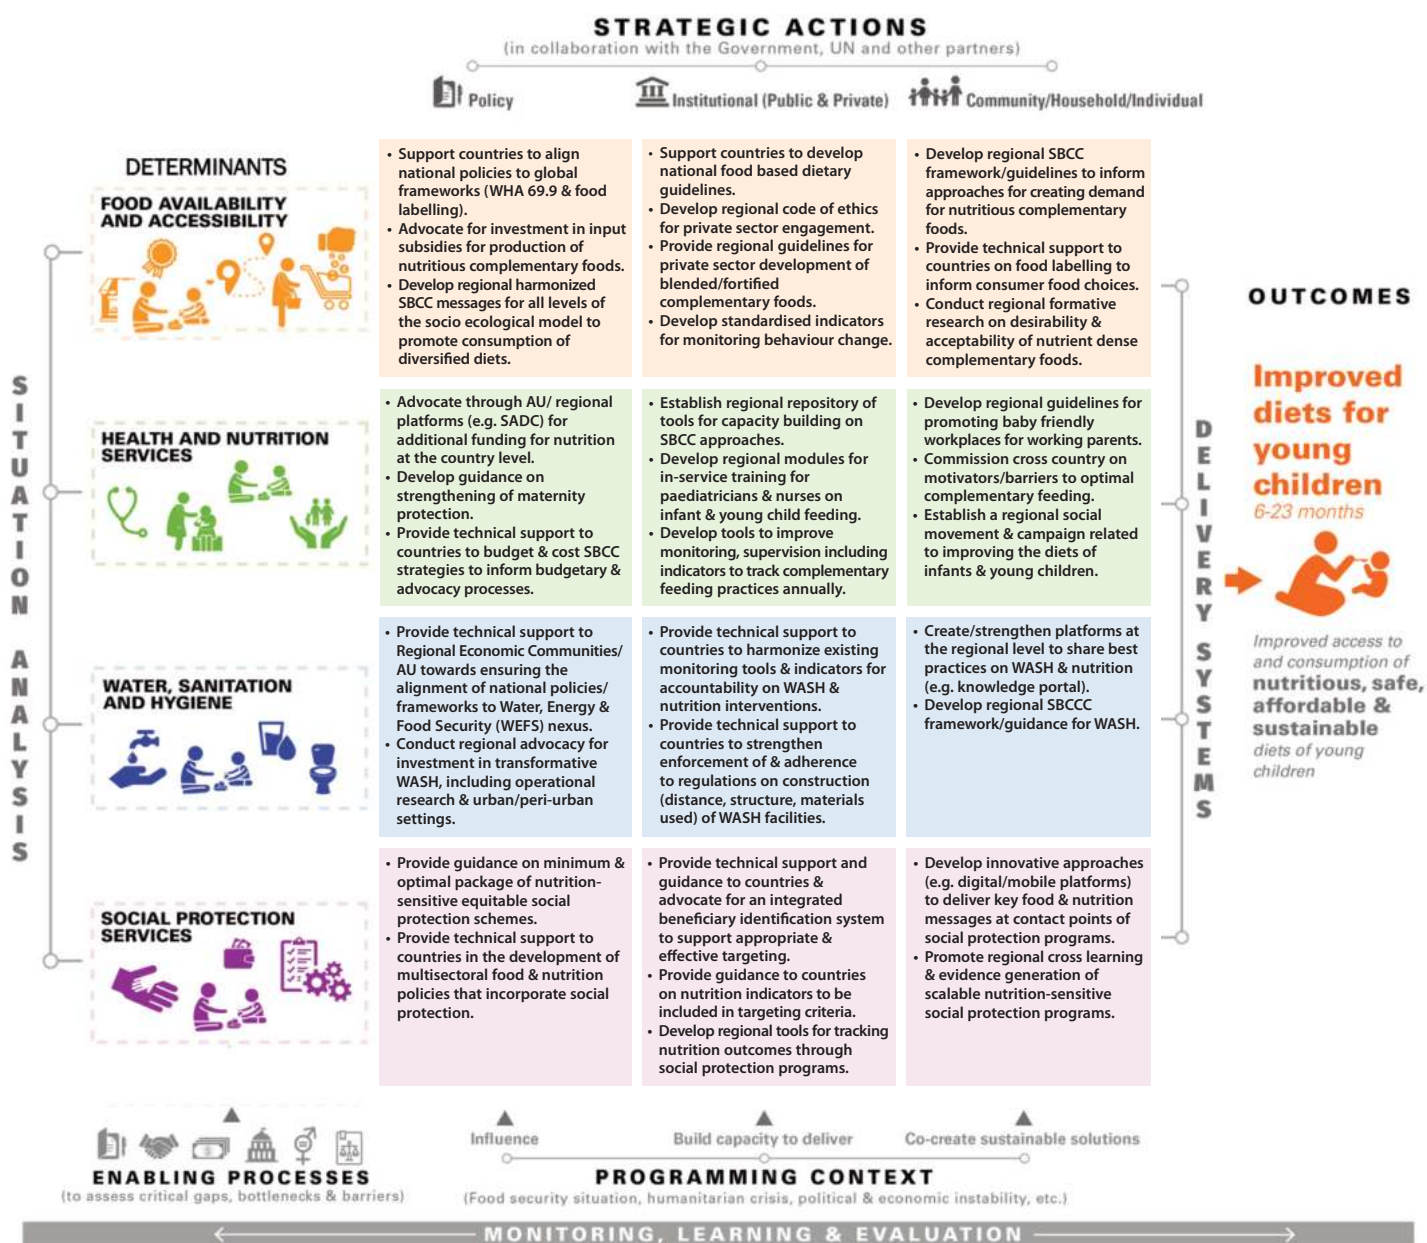 STRATEGIC ACTIONS
(in collaboration with the Government, UN and other partners)
Policy
Institutional (Public & Private)
Community/Household/Individual
SITUATION ANALYSIS
DETERMINANTS
FOOD AVAILABILITY
AND ACCESSIBILITY
• Support countries to align
national policies to global
frameworks (WHA 69.9 & food
labelling).
• Advocate for investment in input
subsidies for production of
nutritious complementary foods.
• Develop regional harmonized
SBCC messages for all levels of
the socio ecological model to
promote consumption of
diversified diets.
• Support countries to develop
national food based dietary
guidelines.
• Develop regional code of ethics
for private sector engagement.
• Provide regional guidelines for
private sector development of
blended/fortified
complementary foods.
• Develop standardised indicators
for monitoring behaviour change.
• Develop regional SBCC
framework/guidelines to inform
approaches for creating demand
for nutritious complementary
foods.
• Provide technical support to
countries on food labelling to
inform consumer food choices.
• Conduct regional formative
research on desirability &
acceptability of nutrient dense
complementary foods.
HEALTH AND NUTRITION
SERVICES
• Advocate through AU/ regional
platforms (e.g. SADC) for
additional funding for nutrition
at the country level.
• Develop guidance on
strengthening of maternity
protection.
• Provide technical support to
countries to budget & cost SBCC
strategies to inform budgetary &
advocacy processes.
• Establish regional repository of
tools for capacity building on
SBCC approaches.
• Develop regional modules for
in-service training for
paediatricians & nurses on
infant & young child feeding.
• Develop tools to improve
monitoring, supervision including
indicators to track complementary
feeding practices annually.
• Develop regional guidelines for
promoting baby friendly
workplaces for working parents.
• Commission cross country on
motivators/barriers to optimal
complementary feeding.
• Establish a regional social
movement & campaign related
to improving the diets of
infants & young children.
WATER, SANITATION
AND HYGIENE
• Provide technical support to
Regional Economic Communities/
AU towards ensuring the
alignment of national policies/
frameworks to Water, Energy &
Food Security (WEFS) nexus.
• Conduct regional advocacy for
investment in transformative
WASH, including operational
research & urban/peri-urban
settings.
• Provide technical support to
countries to harmonize existing
monitoring tools & indicators for
accountability on WASH &
nutrition interventions.
• Provide technical support to
countries to strengthen
enforcement of & adherence
to regulations on construction
(distance, structure, materials
used) of WASH facilities.
• Create/strengthen platforms at
the regional level to share best
practices on WASH & nutrition
(e.g. knowledge portal).
• Develop regional SBCCC
framework/guidance for WASH.
SOCIAL PROTECTION
SERVICES
• Provide guidance on minimum &
optimal package of nutrition-
sensitive equitable social
protection schemes.
• Provide technical support to
countries in the development of
multisectoral food & nutrition
policies that incorporate social
protection.
• Provide technical support and
guidance to countries &
advocate for an integrated
beneficiary identification system
to support appropriate &
effective targeting.
• Provide guidance to countries
on nutrition indicators to be
included in targeting criteria.
• Develop regional tools for tracking
nutrition outcomes through
social protection programs.
• Develop innovative approaches
(e.g. digital/mobile platforms)
to deliver key food & nutrition
messages at contact points of
social protection programs.
• Promote regional cross learning
& evidence generation of
scalable nutrition-sensitive
social protection programs.
DELIVERY SYSTEMS
OUTCOMES
Improved
diets for
young
children
6-23 months
Improved access to
and consumption of
nutritious, safe,
affordable &
sustainable
diets of young
children
ENABLING PROCESSES
(to assess critical gaps, bottlenecks & barriers)
Influence
Build capacity to deliver
Co-create sustainable solutions
PROGRAMMING CONTEXT
(Food security situation, humanitarian crisis, political & economic instability, etc.)
MONITORING, LEARNING & EVALUATION